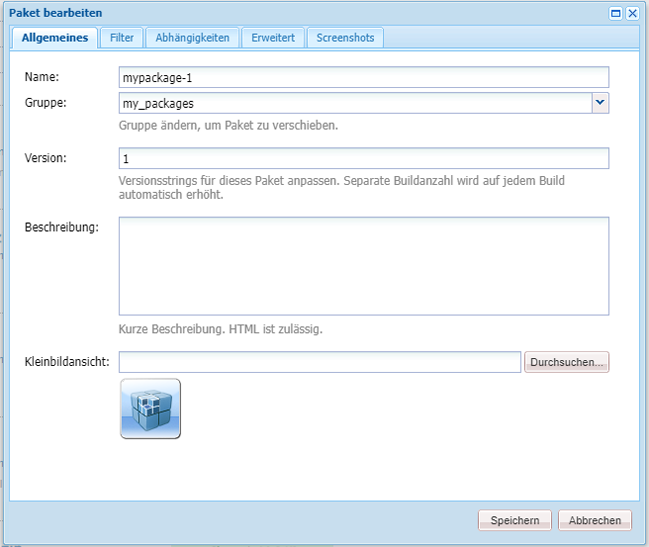 Paket bearbeiten
Allgemeines Filter Abhängigkeiten Erweitert Screenshots
Name: mypackage-1
Gruppe: my_packages
Gruppe ändern, um Paket zu verschieben.
Version: 1
Versionsstrings für dieses Paket anpassen. Separate Buildanzahl wird auf jedem Build
automatisch erhöht.
Beschreibung:
Kurze Beschreibung. HTML ist zulässig.
Kleinbildansicht: Durchsuchen...
Speichern Abbrechen